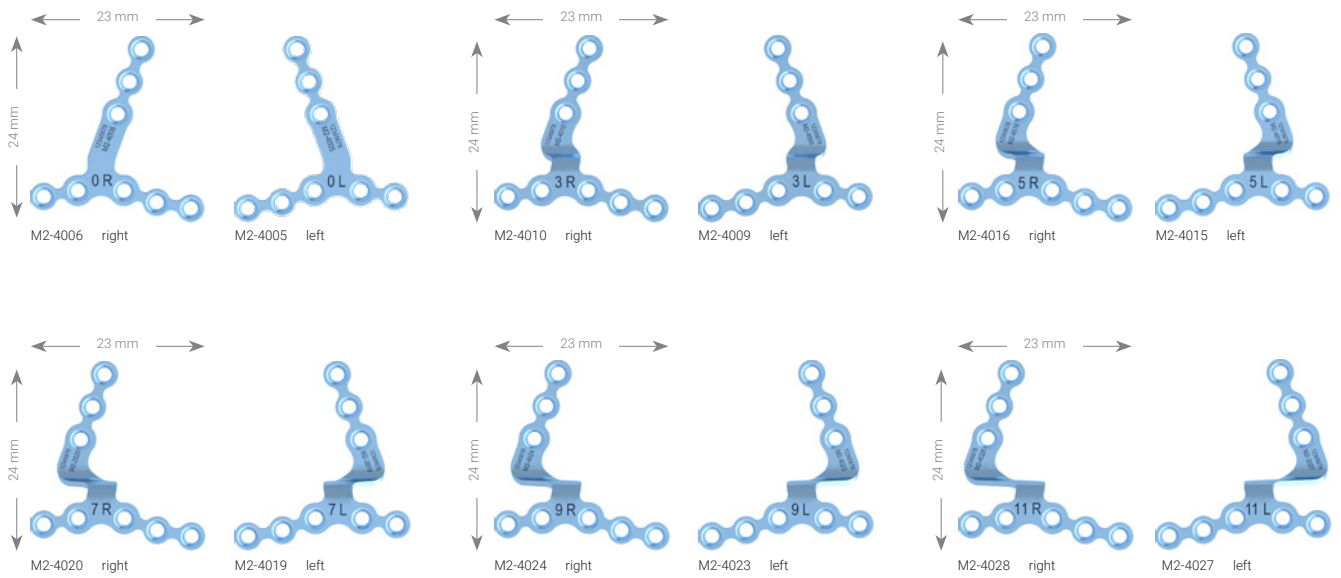 23 mm 23 mm 23 mm
24 mm 24 mm 24 mm
0 R 0 L 3 R 3 L 5 R 5 L
M2-4006 right M2-4005 left M2-4010 right M2-4009 left M2-4016 right M2-4015 left
23 mm 23 mm 23 mm
24 mm 24 mm 24 mm
7 R 7 L 9 R 9 L 11 R 11 L
M2-4020 right M2-4019 left M2-4024 right M2-4023 left M2-4028 right M2-4027 left